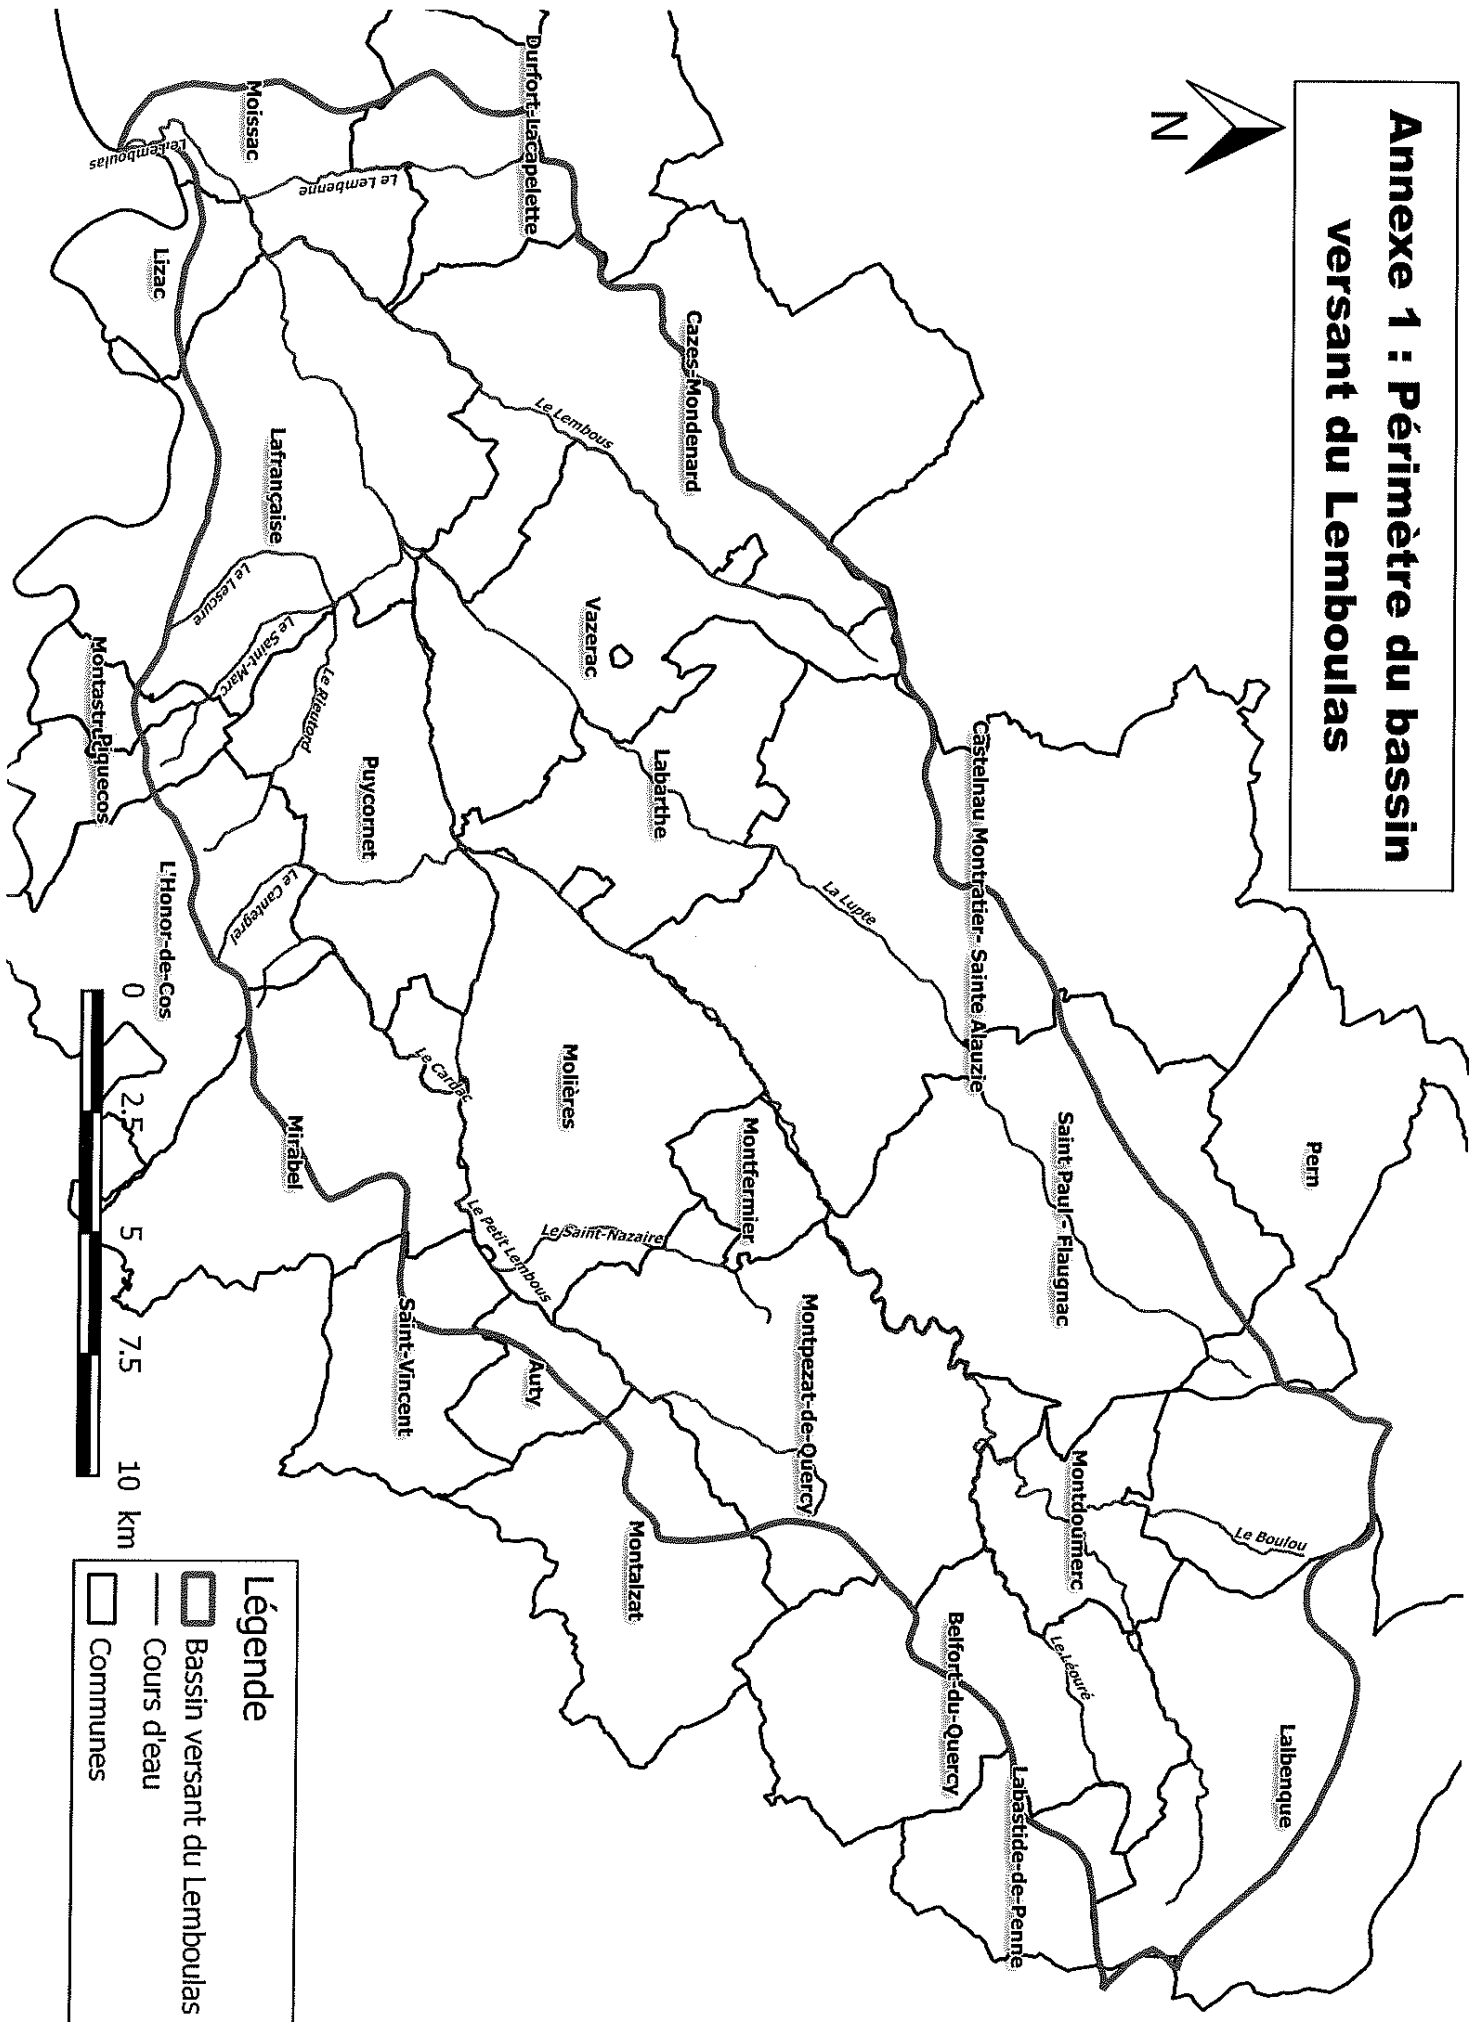 Annexe 1 : Périmètre du bassin
versant du Lemboulas
N
Pern
Lalbenque
Le Boulou
Castelnau Montratier- Sainte Alauzie
Saint Paul - Flaugnac
Montdoumerc
Le Léouré
Labastide-de-Penne
Belfort-du-Quercy
La Lupte
Cazes-Mondenard
Montpezat-de-Quercy
Montfermier
Labarthe
Vazerac
Le Lembous
Durfort-Lacapelette
Molières
Le Saint-Nazaire
Montalzat
Auty
Le Petit Lembous
Le Cardac
Saint-Vincent
Puycornet
Le Lembenne
Moissac
Lafrançaise
Le Rieutord
Le Saint-Marc
Le Lescure
Le Cantegrel
Mirabel
Le Lemboulas
Lizac
L'Honor-de-Cos
Montastruc
Piquecos
0 2.5 5 7.5 10 km
Légende
Bassin versant du Lemboulas
Cours d'eau
Communes